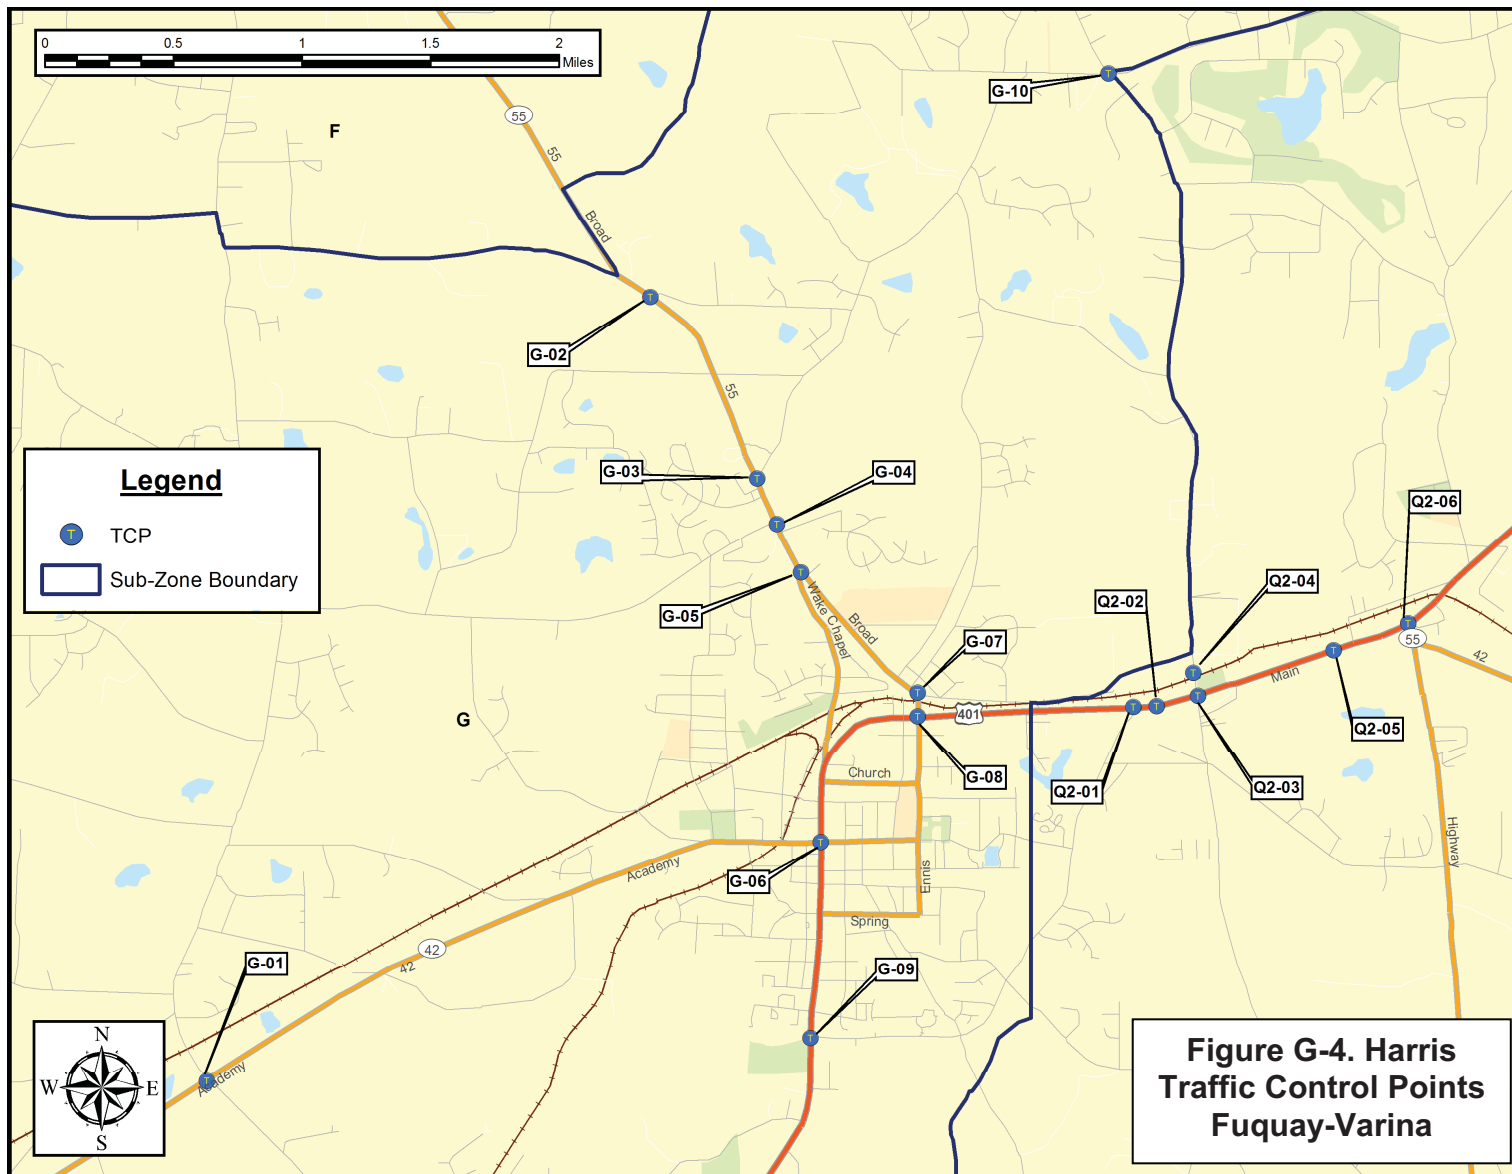 0 0.5 1 1.5 2
Miles
G-10
55
F
55
Broad
G-02
55
G-03
G-04
Legend
T TCP
Sub-Zone Boundary
Q2-06
Q2-04
Q2-02
G-05
Wake Chapel
Broad
G-07
55
42
Main
G
401
Q2-05
Church
G-08
Q2-01
Q2-03
Highway
Academy
G-06
Ennis
Spring
42
42
G-01
G-09
Academy
N
W E
S
Figure G-4. Harris
Traffic Control Points
Fuquay-Varina